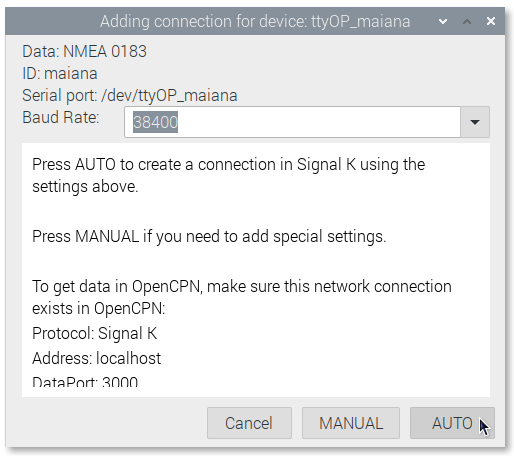 Adding connection for device: ttyOP_maiana
Data: NMEA 0183
ID: maiana
Serial port: /dev/ttyOP_maiana
Baud Rate: 38400
Press AUTO to create a connection in Signal K using the
settings above.
Press MANUAL if you need to add special settings.
To get data in OpenCPN, make sure this network connection
exists in OpenCPN:
Protocol: Signal K
Address: localhost
DataPort: 3000
Cancel MANUAL AUTO